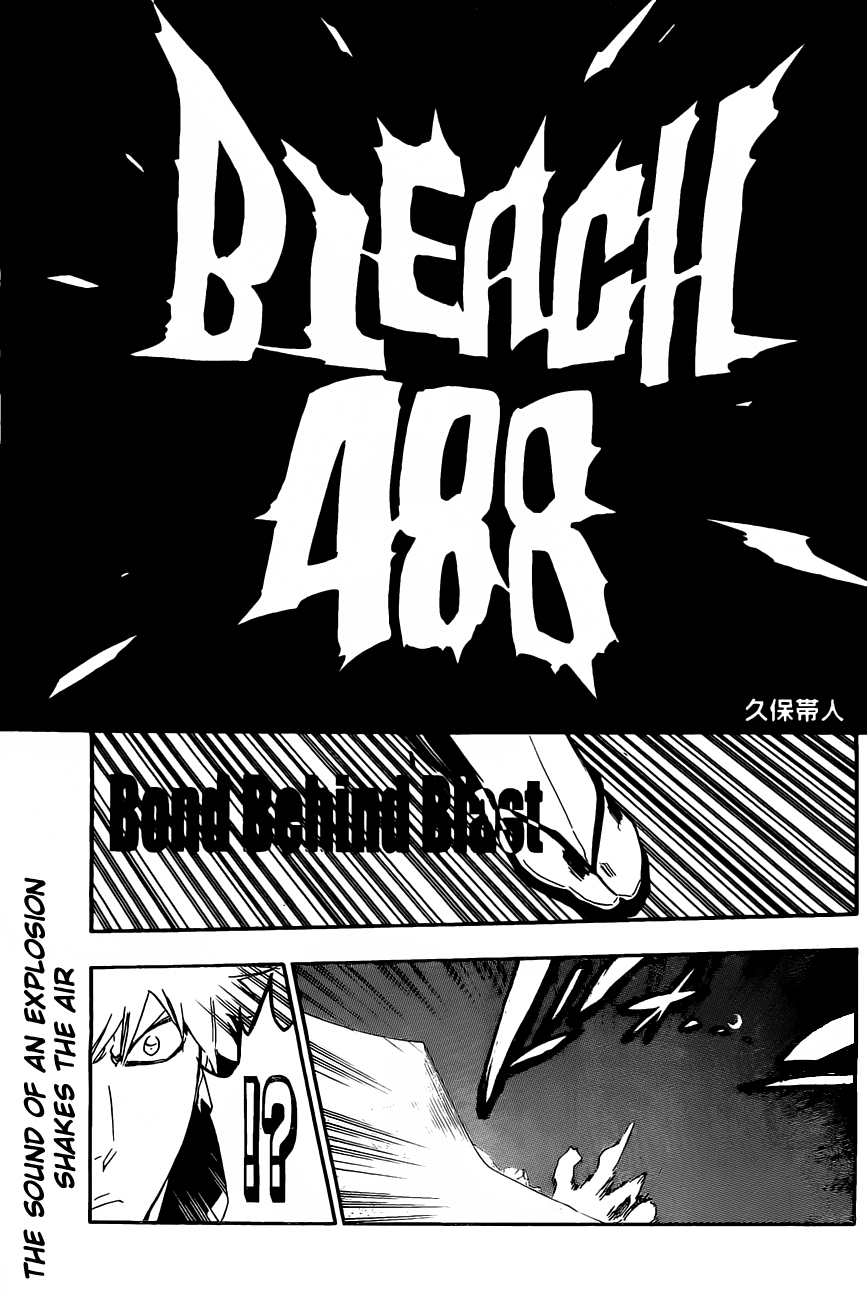 BLEACH
488
久保帯人
Bond Behind Blast
THE SOUND OF AN EXPLOSION
SHAKES THE AIR
!?